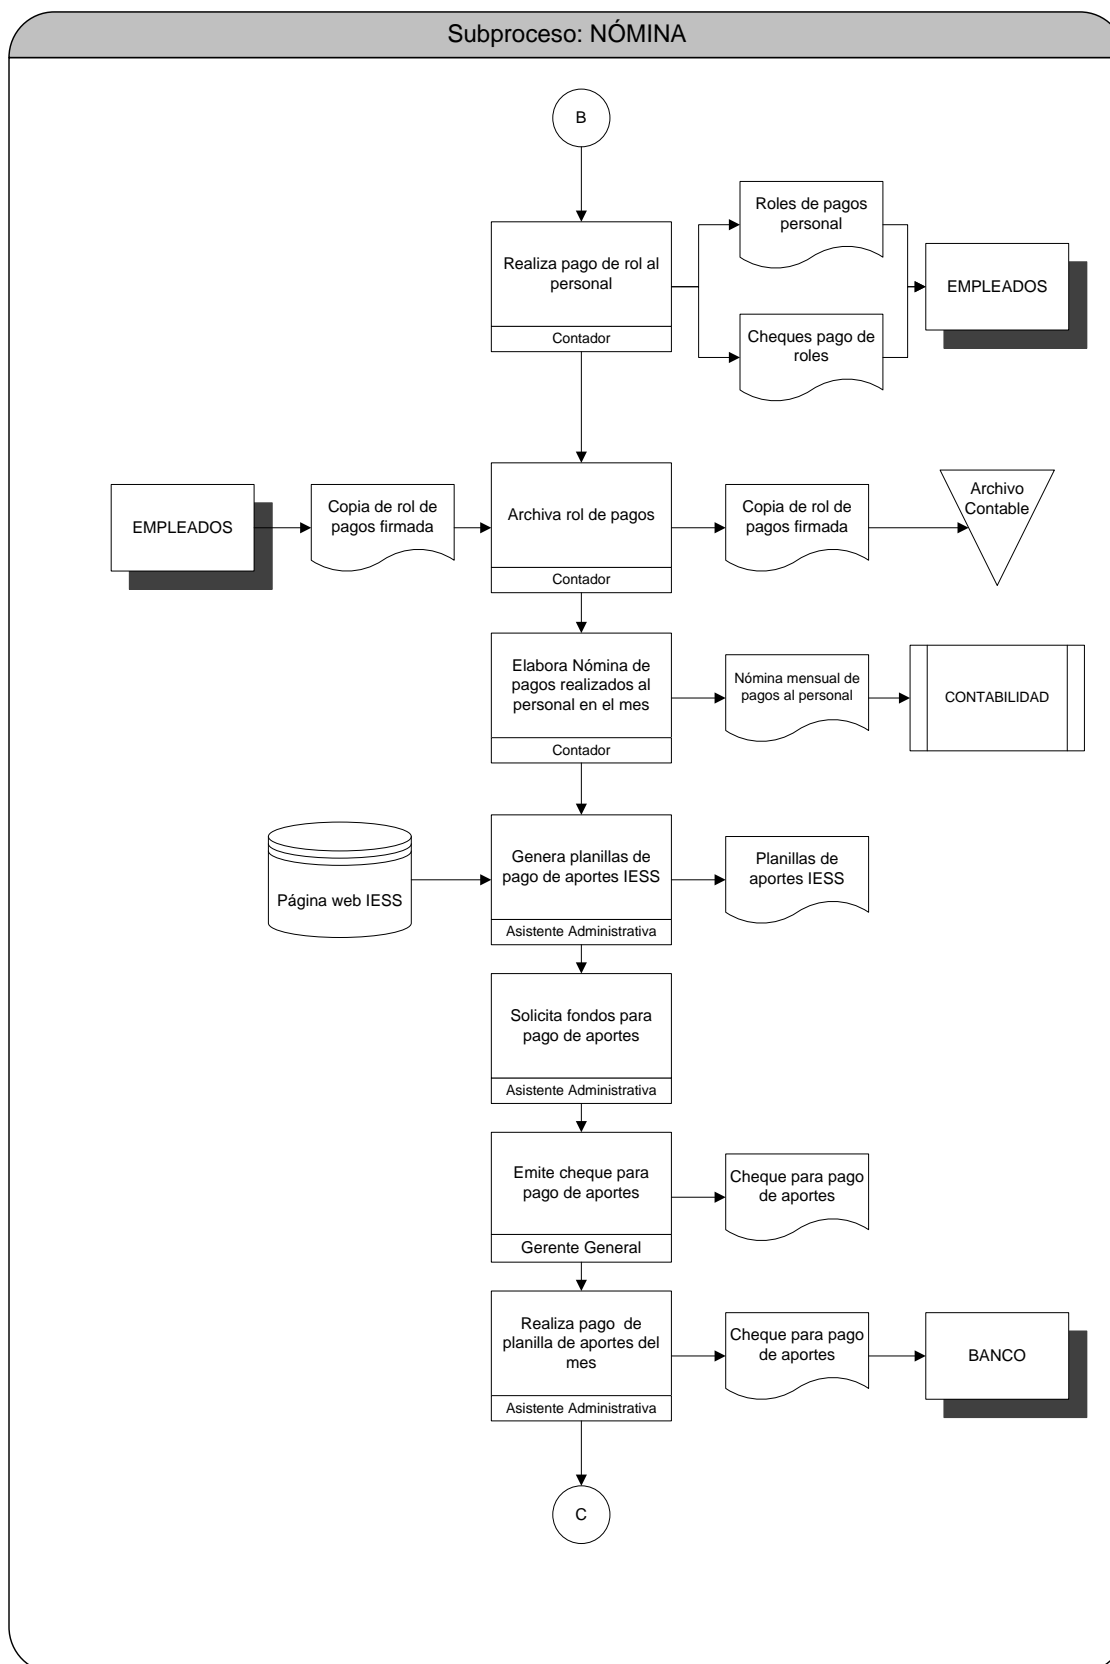 Subproceso: NÓMINA
B
Realiza pago de rol al
personal
Contador
Roles de pagos
personal
Cheques pago de
roles
EMPLEADOS
EMPLEADOS
Copia de rol de
pagos firmada
Archiva rol de pagos
Contador
Copia de rol de
pagos firmada
Archivo
Contable
Elabora Nómina de
pagos realizados al
personal en el mes
Contador
Nómina mensual de
pagos al personal
CONTABILIDAD
Página web IESS
Genera planillas de
pago de aportes IESS
Asistente Administrativa
Planillas de
aportes IESS
Solicita fondos para
pago de aportes
Asistente Administrativa
Emite cheque para
pago de aportes
Gerente General
Cheque para pago
de aportes
Realiza pago de
planilla de aportes del
mes
Asistente Administrativa
Cheque para pago
de aportes
BANCO
C